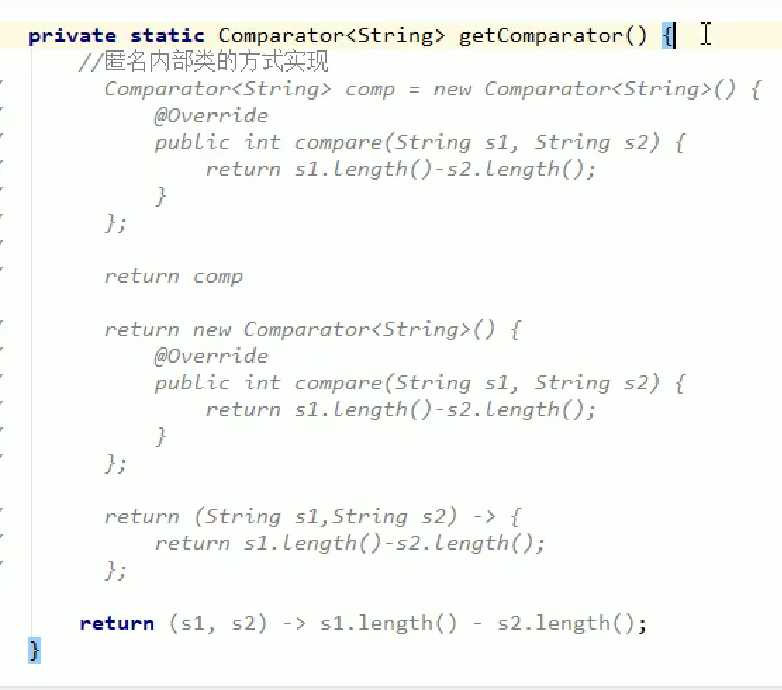 private static Comparator<String> getComparator() {
//匿名内部类的方式实现
Comparator<String> comp = new Comparator<String>() {
@Override
public int compare(String s1, String s2) {
return s1.length()-s2.length();
}
};
return comp
return new Comparator<String>() {
@Override
public int compare(String s1, String s2) {
return s1.length()-s2.length();
}
};
return (String s1,String s2) -> {
return s1.length()-s2.length();
};
return (s1, s2) -> s1.length() - s2.length();
}